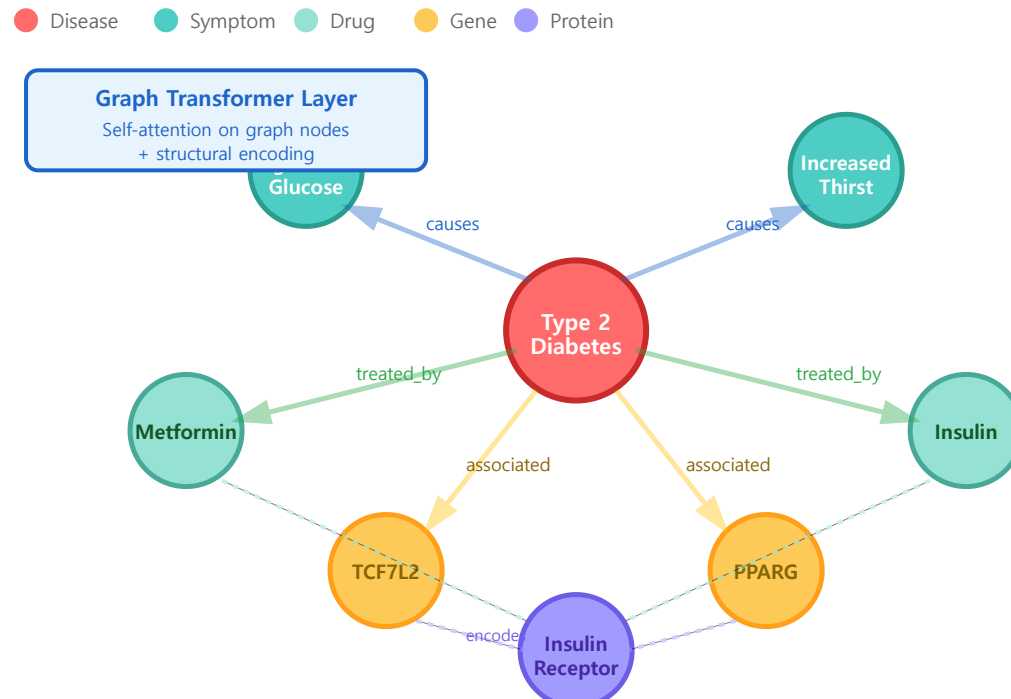 Disease
Symptom
Drug
Gene
Protein
Graph Transformer Layer
Self-attention on graph nodes
+ structural encoding
Glucose
Increased
Thirst
causes
causes
Type 2
Diabetes
treated_by
treated_by
Metformin
Insulin
associated
associated
TCF7L2
PPARG
encode
Insulin
Receptor